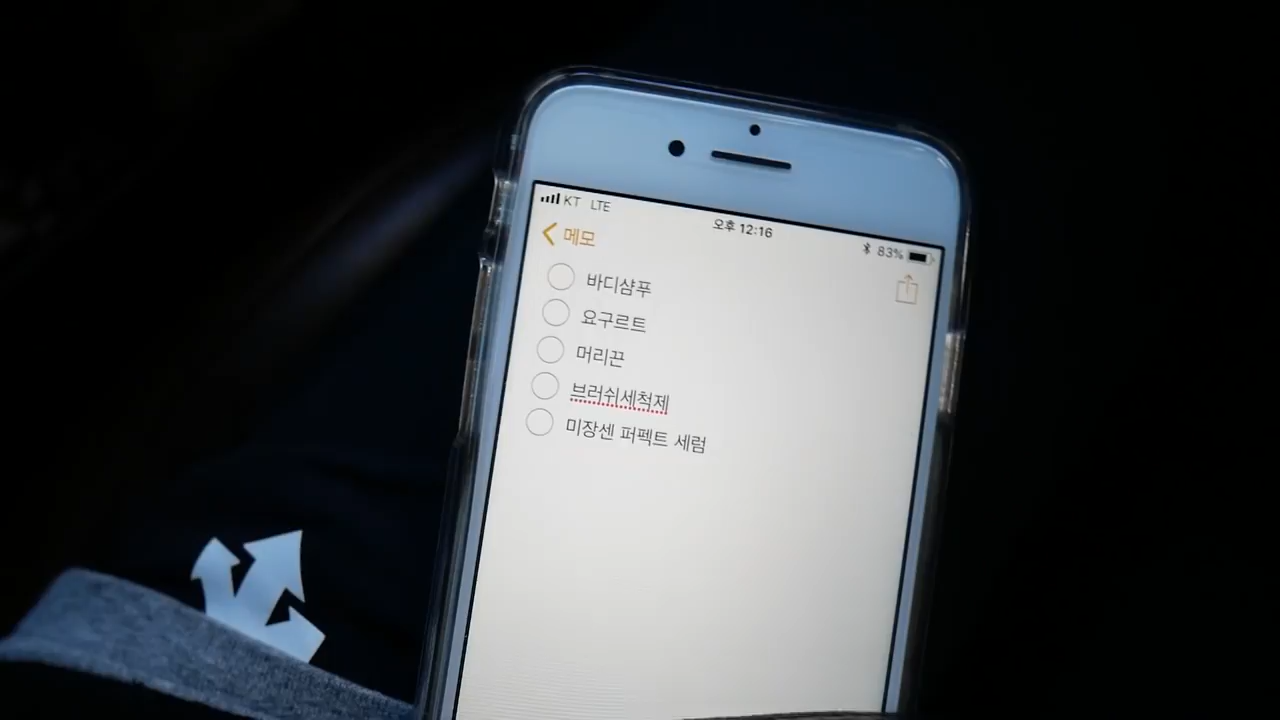 KT LTE
오후 12:16
83%
메모
바디샴푸
요구르트
머리끈
브러쉬세척제
미장센 퍼펙트 세럼